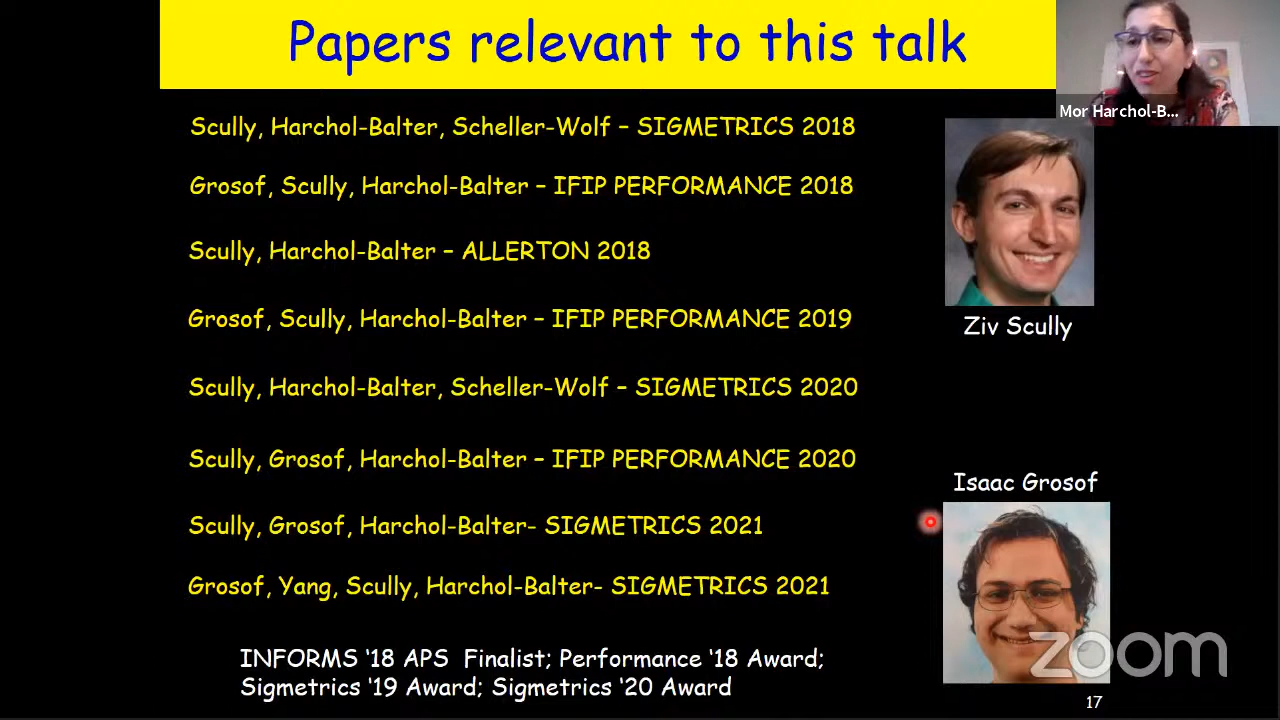 Papers relevant to this talk
Mor Harchol-B...
Scully, Harchol-Balter, Scheller-Wolf – SIGMETRICS 2018
Grosof, Scully, Harchol-Balter – IFIP PERFORMANCE 2018
Scully, Harchol-Balter – ALLERTON 2018
Grosof, Scully, Harchol-Balter – IFIP PERFORMANCE 2019
Ziv Scully
Scully, Harchol-Balter, Scheller-Wolf – SIGMETRICS 2020
Scully, Grosof, Harchol-Balter – IFIP PERFORMANCE 2020
Isaac Grosof
Scully, Grosof, Harchol-Balter- SIGMETRICS 2021
Grosof, Yang, Scully, Harchol-Balter- SIGMETRICS 2021
INFORMS ‘18 APS  Finalist; Performance ‘18 Award;
Sigmetrics ‘19 Award; Sigmetrics ‘20 Award
zoom
17